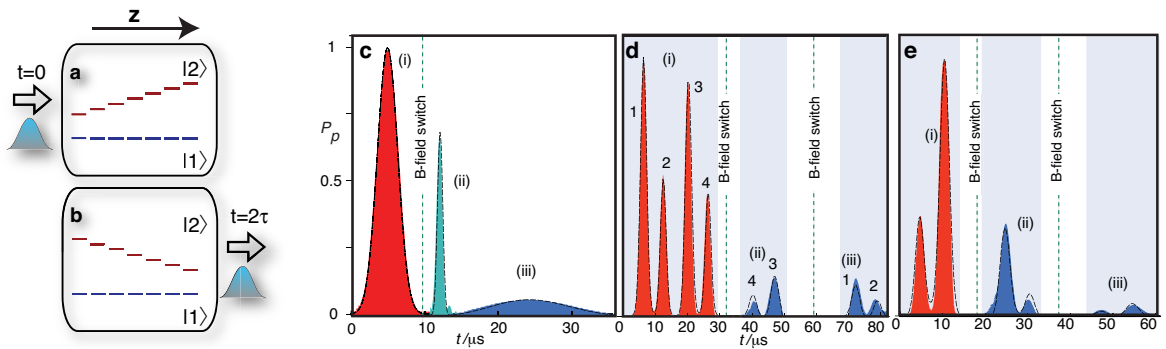 z
t=0
a
|2⟩
|1⟩
b
|2⟩
|1⟩
t=2τ
c
P_p
1
0.5
0
(i)
B-field switch
(ii)
(iii)
0 10 20 30
t/μs
d
(i)
1
2
3
4
B-field switch
(ii)
4
3
B-field switch
(iii)
1
2
0 10 20 30 40 50 60 70 80
t/μs
e
(i)
B-field switch
(ii)
B-field switch
(iii)
0 10 20 30 40 50 60